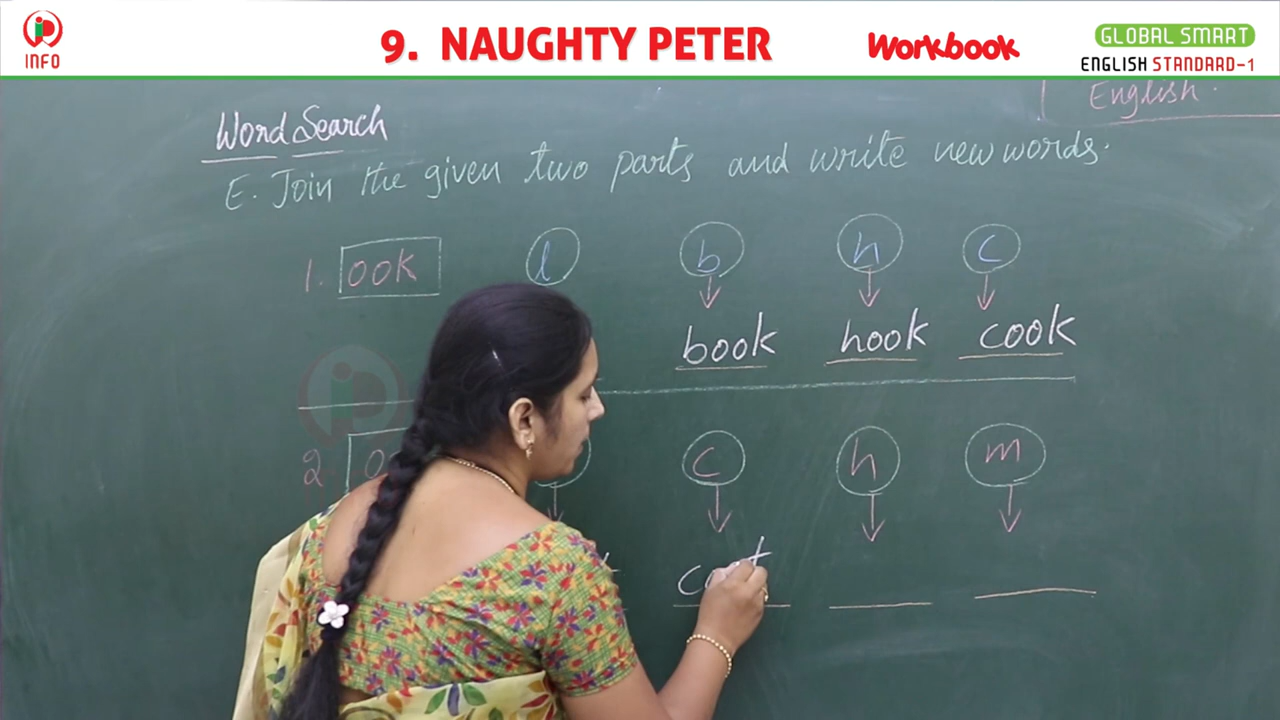 INFO
9. NAUGHTY PETER
Workbook
GLOBAL SMART
ENGLISH STANDARD-1
English.
Word Search
E. Join the given two parts and write new words.
1. ook l b h c
book hook cook
2. c h m